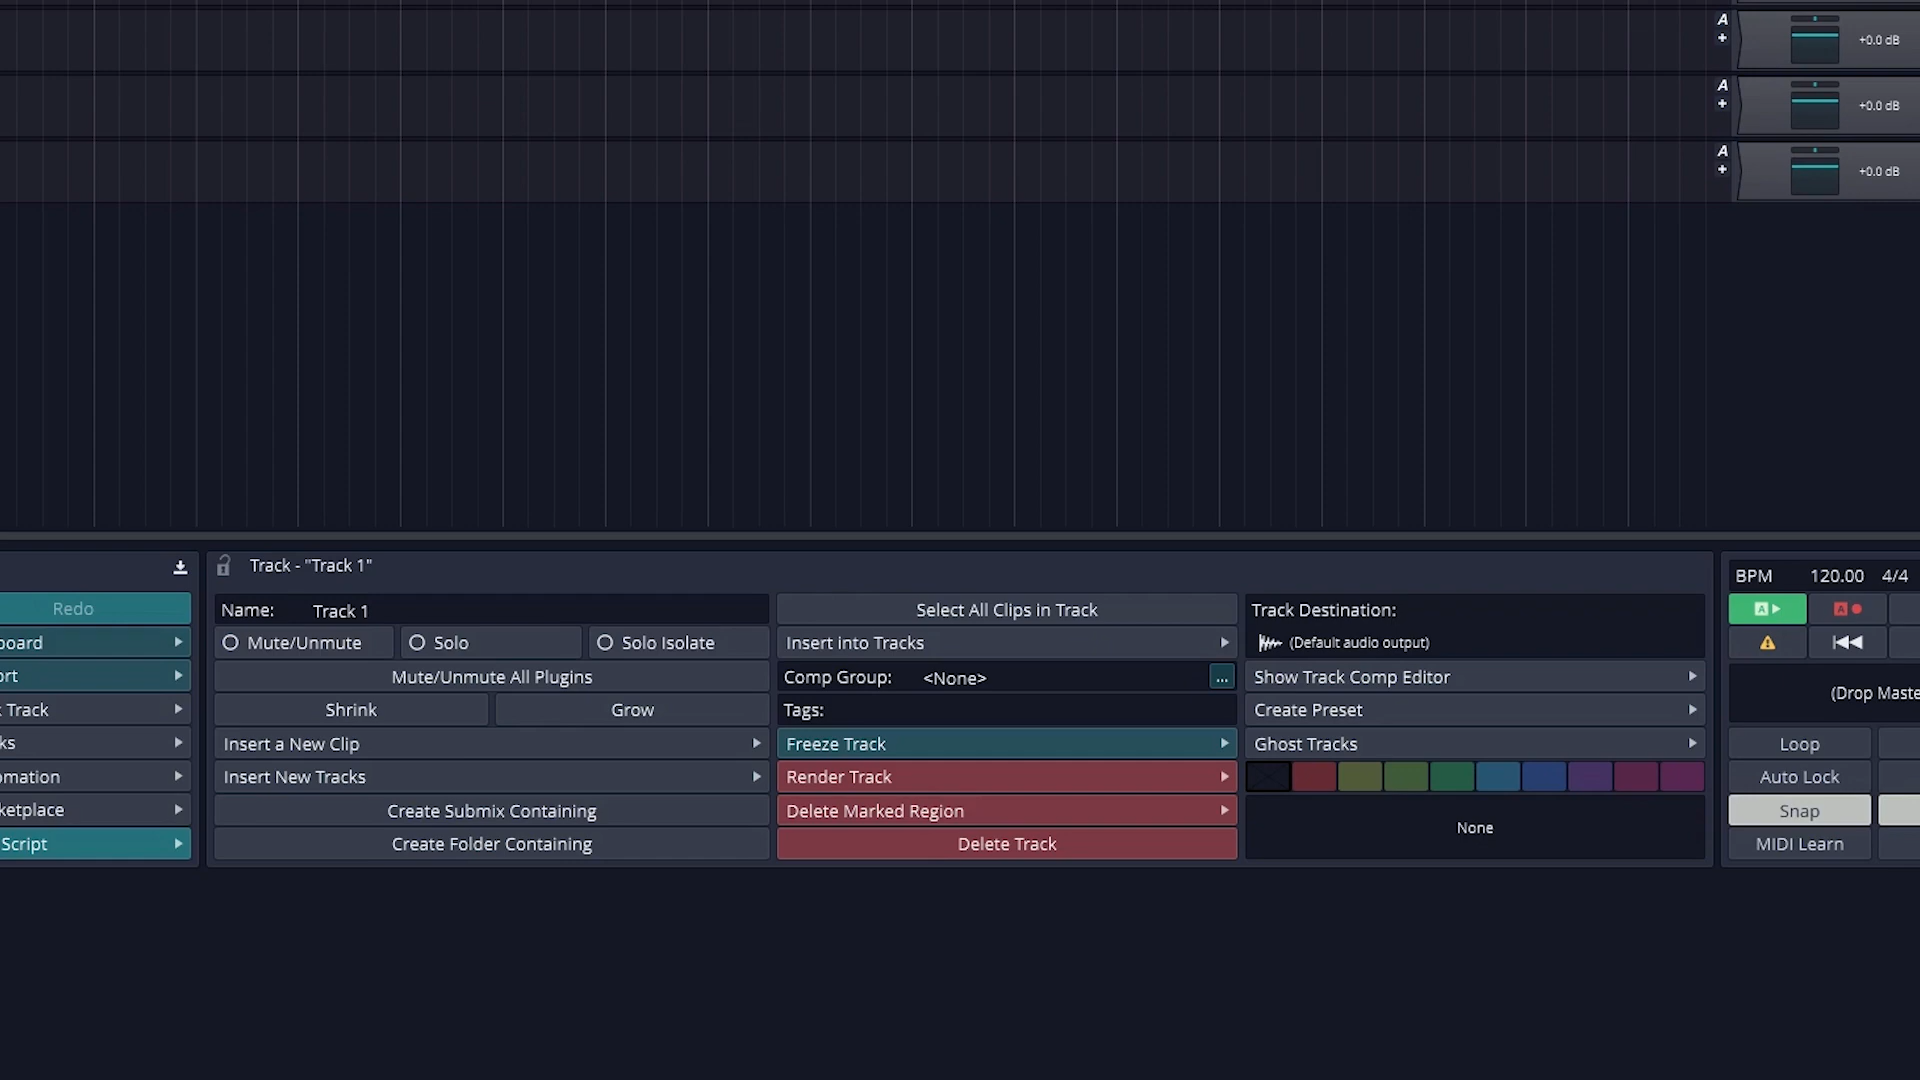 A
+0.0 dB
A
+0.0 dB
A
+0.0 dB
Redo
board
ort
Track
ks
omation
ketplace
Script
Track - "Track 1"
Name: Track 1
Mute/Unmute Solo Solo Isolate
Mute/Unmute All Plugins
Shrink Grow
Insert a New Clip
Insert New Tracks
Create Submix Containing
Create Folder Containing
Select All Clips in Track
Insert into Tracks
Comp Group: <None> ...
Tags:
Freeze Track
Render Track
Delete Marked Region
Delete Track
Track Destination:
(Default audio output)
Show Track Comp Editor
Create Preset
Ghost Tracks
None
BPM 120.00 4/4
A A
(Drop Maste
Loop
Auto Lock
Snap
MIDI Learn